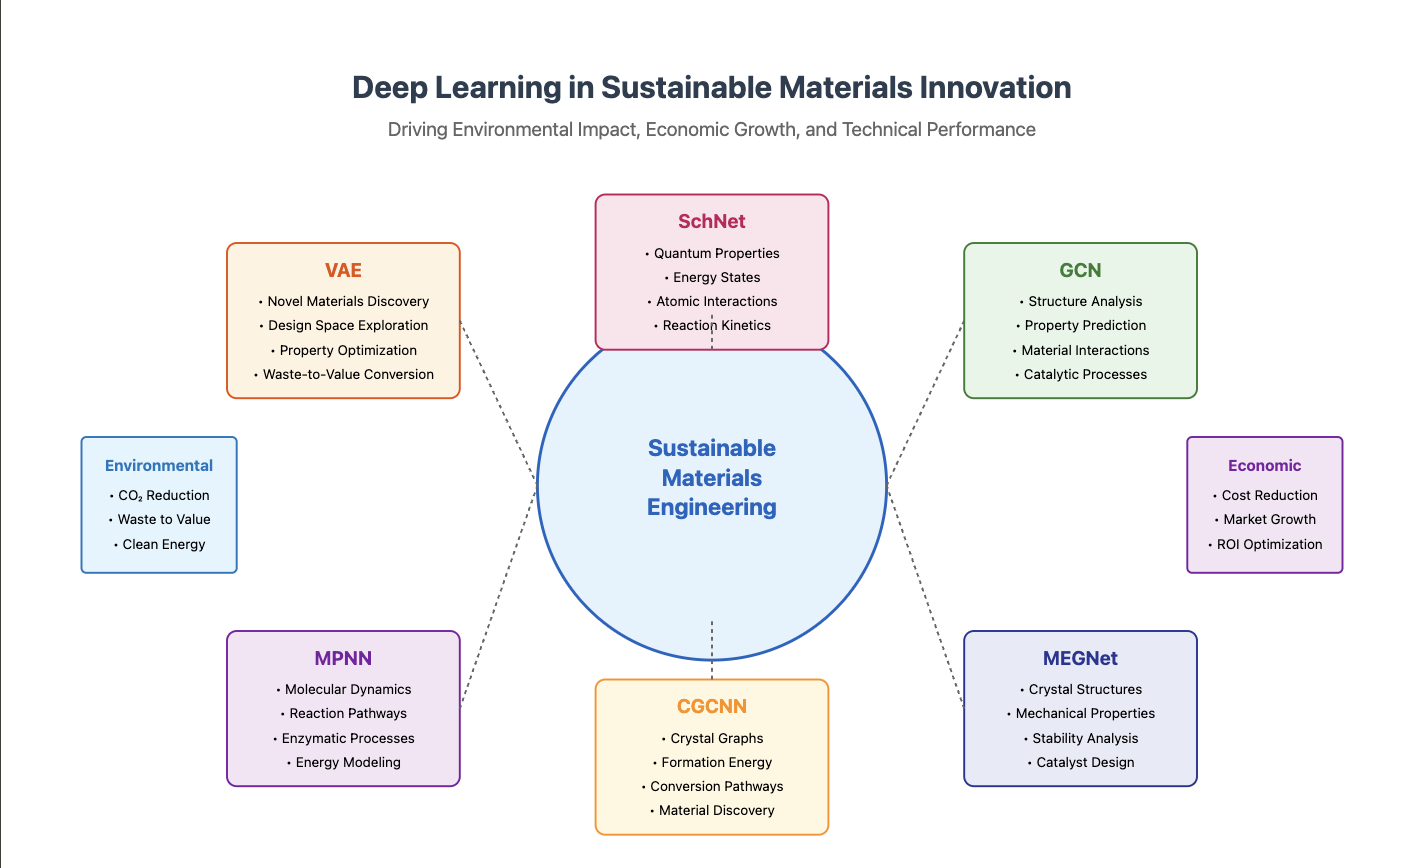 Deep Learning in Sustainable Materials Innovation
Driving Environmental Impact, Economic Growth, and Technical Performance
SchNet
• Quantum Properties
• Energy States
• Atomic Interactions
• Reaction Kinetics
VAE
• Novel Materials Discovery
• Design Space Exploration
• Property Optimization
• Waste-to-Value Conversion
GCN
• Structure Analysis
• Property Prediction
• Material Interactions
• Catalytic Processes
Environmental
• CO₂ Reduction
• Waste to Value
• Clean Energy
Sustainable
Materials
Engineering
Economic
• Cost Reduction
• Market Growth
• ROI Optimization
MPNN
• Molecular Dynamics
• Reaction Pathways
• Enzymatic Processes
• Energy Modeling
CGCNN
• Crystal Graphs
• Formation Energy
• Conversion Pathways
• Material Discovery
MEGNet
• Crystal Structures
• Mechanical Properties
• Stability Analysis
• Catalyst Design